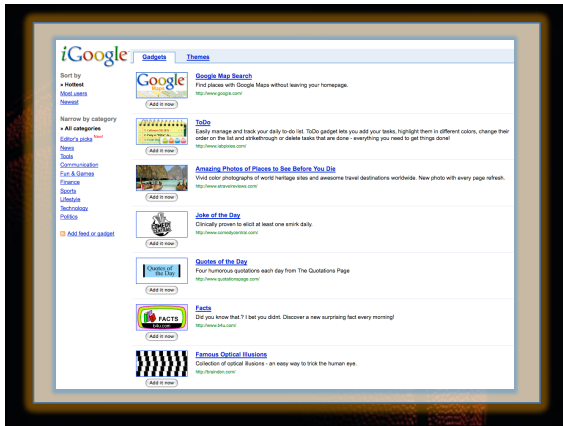 iGoogle
Gadgets
Themes
Sort by
» Hottest
Most users
Newest
Narrow by category
» All categories
Editor's picks New!
News
Tools
Communication
Fun & Games
Finance
Sports
Lifestyle
Technology
Politics
Add feed or gadget
Google
Maps
Add it now
Google Map Search
Find places with Google Maps without leaving your homepage.
http://www.google.com/
Add it now
ToDo
Easily manage and track your daily to-do list. ToDo gadget lets you add your tasks, highlight them in different colors, change their
order on the list and strikethrough or delete tasks that are done - everything you need to get things done!
http://www.labpixies.com/
Add it now
Amazing Photos of Places to See Before You Die
Vivid color photographs of world heritage sites and awesome travel destinations worldwide. New photo with every page refresh.
http://www.etravelreviews.com/
COMEDY
CENTRAL
Add it now
Joke of the Day
Clinically proven to elicit at least one smirk daily.
http://www.comedycentral.com/
Quotes of
the Day
Add it now
Quotes of the Day
Four humorous quotations each day from The Quotations Page
http://www.quotationspage.com/
FACTS
b4u.com
Add it now
Facts
Did you know that.? I bet you didnt. Discover a new surprising fact every morning!
http://www.b4u.com/
Add it now
Famous Optical Illusions
Collection of optical illusions - an easy way to trick the human eye.
http://brainden.com/